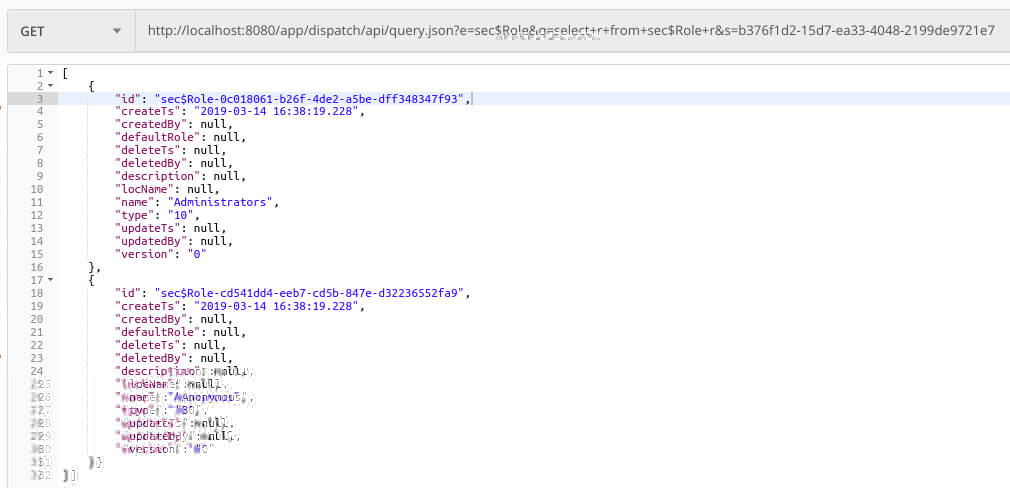 GET http://localhost:8080/app/dispatch/api/query.json?e=sec$Role&q=select+r+from+sec$Role+r&s=b376f1d2-15d7-ea33-4048-2199de9721e7
1 [
2 {
3 "id": "sec$Role-0c018061-b26f-4de2-a5be-dff348347f93",
4 "createTs": "2019-03-14 16:38:19.228",
5 "createdBy": null,
6 "defaultRole": null,
7 "deleteTs": null,
8 "deletedBy": null,
9 "description": null,
10 "locName": null,
11 "name": "Administrators",
12 "type": "10",
13 "updateTs": null,
14 "updatedBy": null,
15 "version": "0"
16 },
17 {
18 "id": "sec$Role-cd541dd4-eeb7-cd5b-847e-d32236552fa9",
19 "createTs": "2019-03-14 16:38:19.228",
20 "createdBy": null,
21 "defaultRole": null,
22 "deleteTs": null,
23 "deletedBy": null,
24 "description": null,
25 "locName": null,
26 "name": "Anonymous",
27 "type":
28 "updateTs": null,
29 "updatedBy": null,
30 "version": "0"
31 }
32 ]